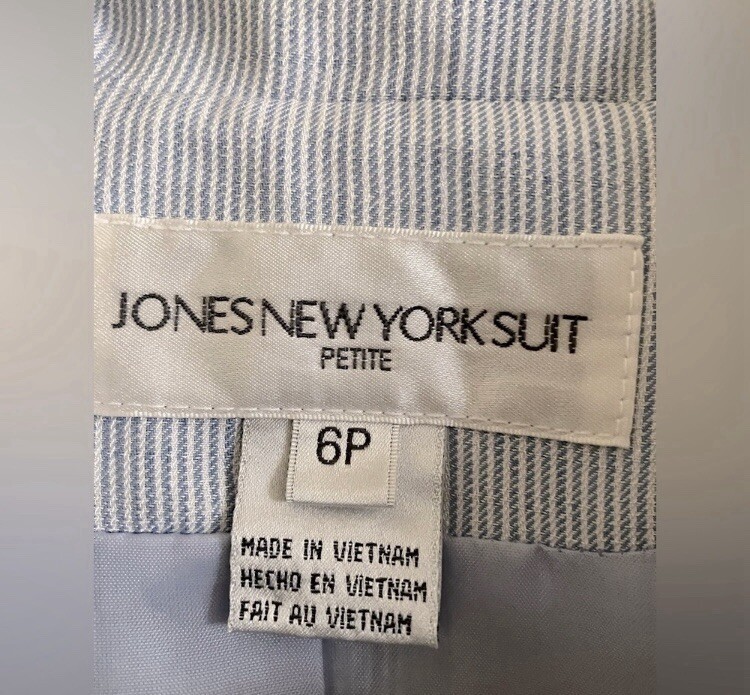 JONES NEW YORK SUIT
PETITE
6P
MADE IN VIETNAM
HECHO EN VIETNAM
FAIT AU VIETNAM